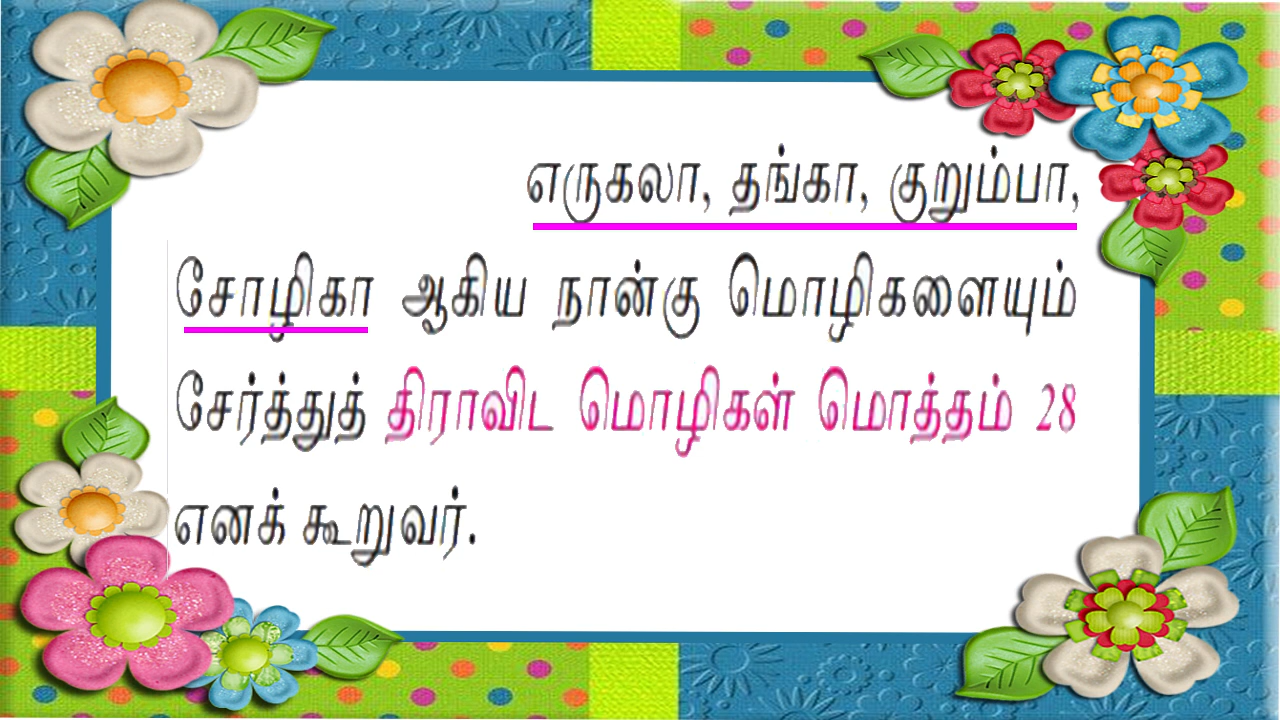 எருகலா, தங்கா, குறும்பா,
சோழிகா ஆகிய நான்கு மொழிகளையும்
சேர்த்துத் திராவிட மொழிகள் மொத்தம் 28
எனக் கூறுவர்.